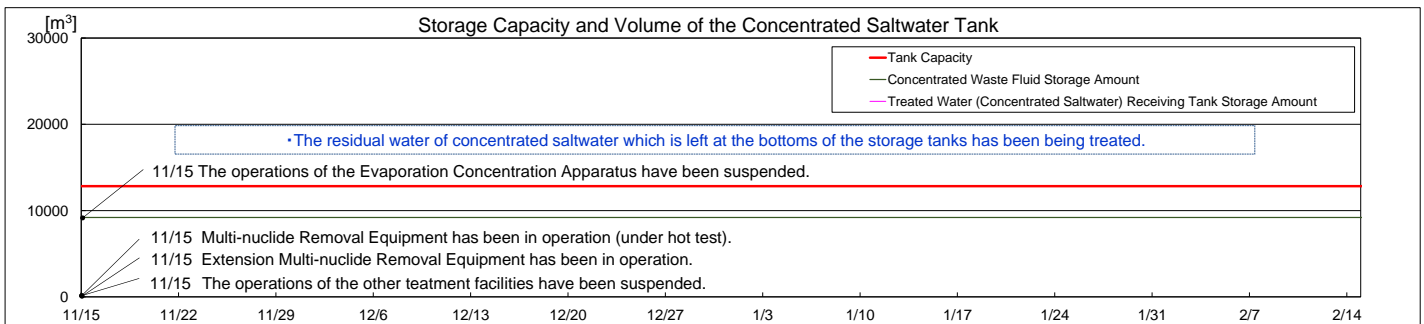 [m3]
Storage Capacity and Volume of the Concentrated Saltwater Tank
30000
Tank Capacity
Concentrated Waste Fluid Storage Amount
Treated Water (Concentrated Saltwater) Receiving Tank Storage Amount
20000
・The residual water of concentrated saltwater which is left at the bottoms of the storage tanks has been being treated.
11/15 The operations of the Evaporation Concentration Apparatus have been suspended.
10000
11/15 Multi-nuclide Removal Equipment has been in operation (under hot test).
11/15 Extension Multi-nuclide Removal Equipment has been in operation.
11/15 The operations of the other teatment facilities have been suspended.
0
11/15 11/22 11/29 12/6 12/13 12/20 12/27 1/3 1/10 1/17 1/24 1/31 2/7 2/14